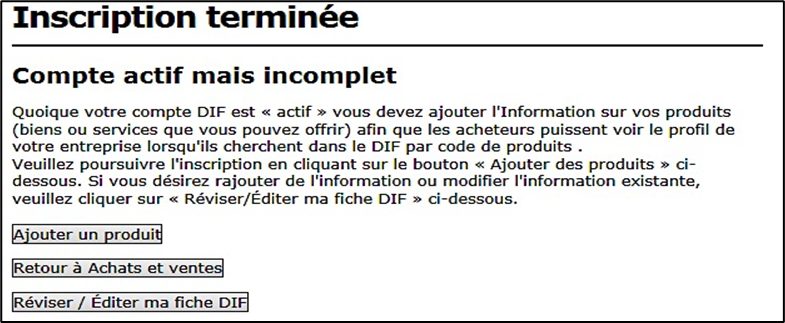 Inscription terminée
Compte actif mais incomplet
Quoique votre compte DIF est « actif » vous devez ajouter l'Information sur vos produits
(biens ou services que vous pouvez offrir) afin que les acheteurs puissent voir le profil de
votre entreprise lorsqu'ils cherchent dans le DIF par code de produits .
Veuillez poursuivre l'inscription en cliquant sur le bouton « Ajouter des produits » ci-
dessous. Si vous désirez rajouter de l'information ou modifier l'information existante,
veuillez cliquer sur « Réviser/Éditer ma fiche DIF » ci-dessous.
Ajouter un produit
Retour à Achats et ventes
Réviser / Éditer ma fiche DIF